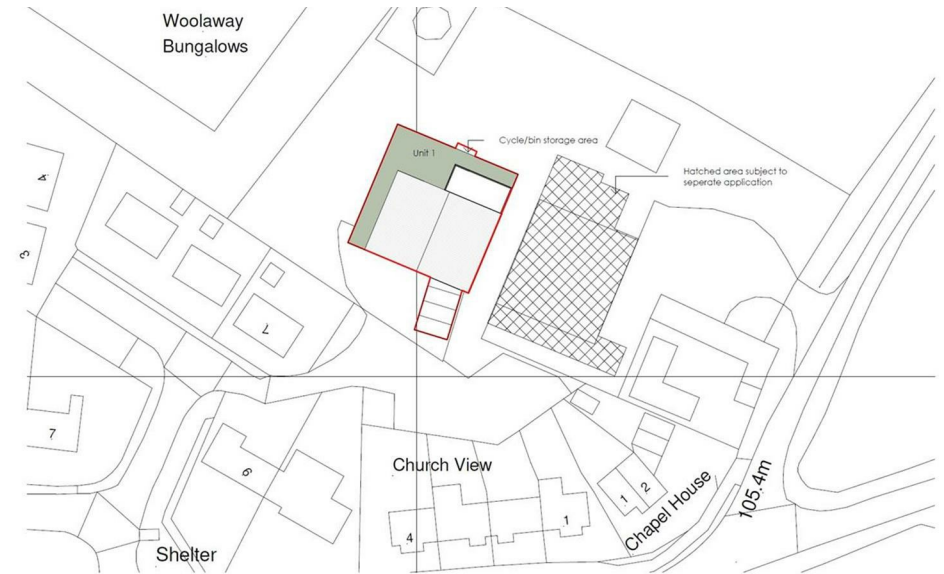 Woolaway
Bungalows
Cycle/bin storage area
Unit 1
Hatched area subject to
seperate application
4
3
7
7
6
Church View
4
1
1
2
Chapel House
105.4m
Shelter